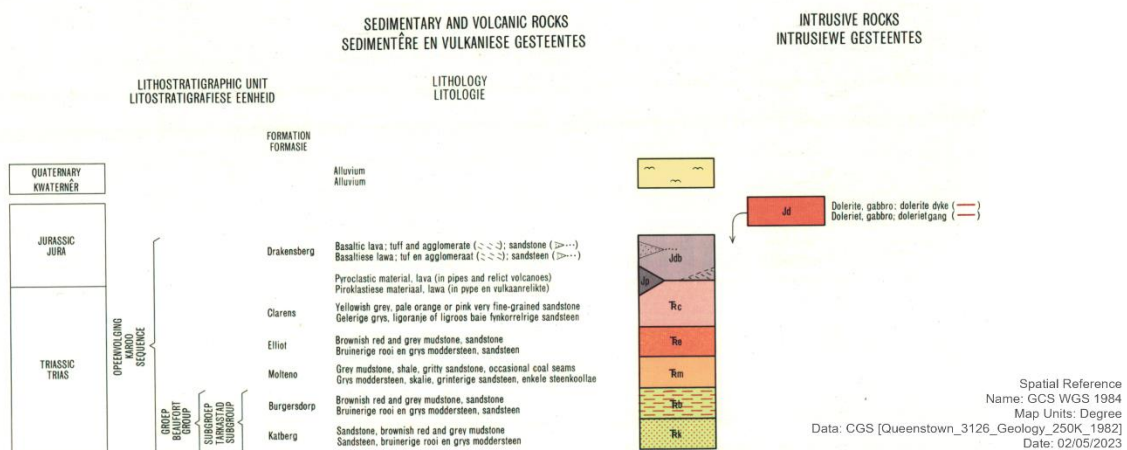 SEDIMENTARY AND VOLCANIC ROCKS
SEDIMENTÊRE EN VULKANIESE GESTEENTES
INTRUSIVE ROCKS
INTRUSIEWE GESTEENTES
LITHOSTRATIGRAPHIC UNIT
LITOSTRATIGRAFIESE EENHEID
LITHOLOGY
LITOLOGIE
FORMATION
FORMASIE
QUATERNARY
KWATERNÊR
Alluvium
Alluvium
Jd
Dolerite, gabbro; dolerite dyke ( )
Doleriet, gabbro; dolerietgang ( )
JURASSIC
JURA
Drakensberg
Basaltic lava; tuff and agglomerate ( ); sandstone ( )
Basaltiese lawa; tuf en agglomeraat ( ); sandsteen ( )
Jdb
Pyroclastic material, lava (in pipes and relict volcanoes)
Piroklastiese materiaal, lawa (in pype en vulkaanrelikte)
Jp
Clarens
Yellowish grey, pale orange or pink very fine-grained sandstone
Gelerige grys, ligoranje of ligroos baie fynkorrelrige sandsteen
Ћc
TRIASSIC
TRIAS
OPEENVOLGING
KAROO
SEQUENCE
Elliot
Brownish red and grey mudstone, sandstone
Bruinerige rooi en grys moddersteen, sandsteen
Ћe
Molteno
Grey mudstone, shale, gritty sandstone, occasional coal seams
Grys moddersteen, skalie, grinterige sandsteen, enkele steenkoollae
Ћm
GROEP
BEAUFORT
GROUP
SUBGROEP
TARKASTAD
SUBGROUP
Burgersdorp
Brownish red and grey mudstone, sandstone
Bruinerige rooi en grys moddersteen, sandsteen
Ћb
Katberg
Sandstone, brownish red and grey mudstone
Sandsteen, bruinerige rooi en grys moddersteen
Ћk
Spatial Reference
Name: GCS WGS 1984
Map Units: Degree
Data: CGS [Queenstown_3126_Geology_250K_1982]
Date: 02/05/2023